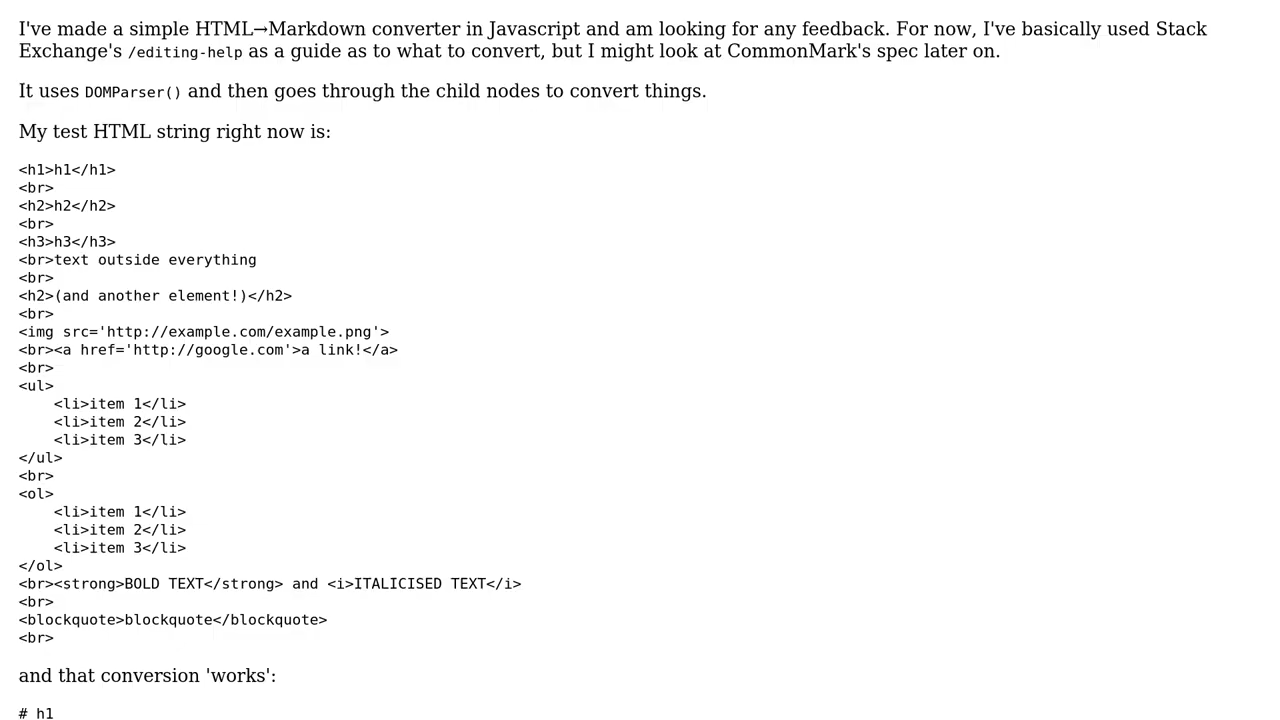 I've made a simple HTML→Markdown converter in Javascript and am looking for any feedback. For now, I've basically used Stack
Exchange's /editing-help as a guide as to what to convert, but I might look at CommonMark's spec later on.
It uses DOMParser() and then goes through the child nodes to convert things.
My test HTML string right now is:
<h1>h1</h1>
<br>
<h2>h2</h2>
<br>
<h3>h3</h3>
<br>text outside everything
<br>
<h2>(and another element!)</h2>
<br>
<img src='http://example.com/example.png'>
<br><a href='http://google.com'>a link!</a>
<br>
<ul>
    <li>item 1</li>
    <li>item 2</li>
    <li>item 3</li>
</ul>
<br>
<ol>
    <li>item 1</li>
    <li>item 2</li>
    <li>item 3</li>
</ol>
<br><strong>BOLD TEXT</strong> and <i>ITALICISED TEXT</i>
<br>
<blockquote>blockquote</blockquote>
<br>
and that conversion 'works':
# h1